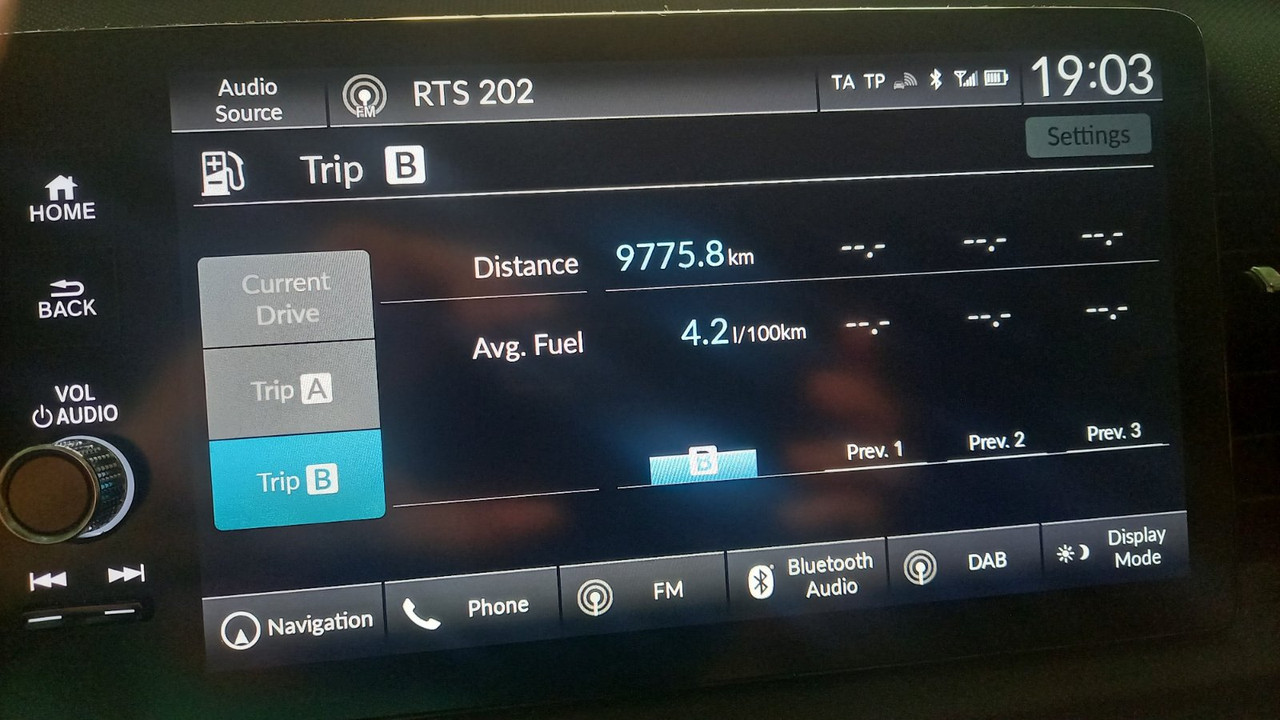 Audio
Source
FM
RTS 202
TA TP
19:03
Trip B
Settings
HOME
BACK
VOL
AUDIO
Current
Drive
Trip A
Trip B
Distance 9775.8 km --.- --.- --.-
Avg. Fuel 4.2 l/100km --.- --.- --.-
B Prev. 1 Prev. 2 Prev. 3
Navigation
Phone
FM
Bluetooth
Audio
DAB
Display
Mode